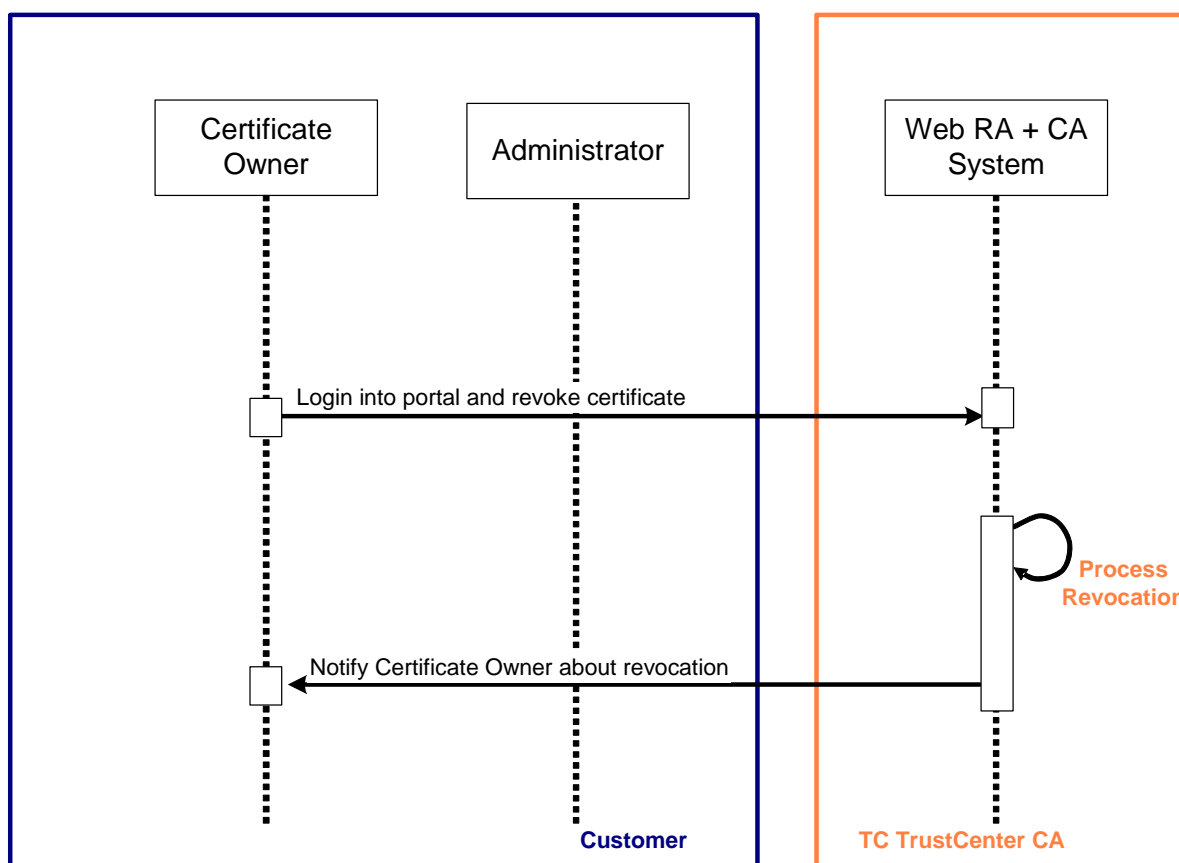 Certificate
Owner
Administrator
Web RA + CA
System
Login into portal and revoke certificate
Process
Revocation
Notify Certificate Owner about revocation
Customer
TC TrustCenter CA